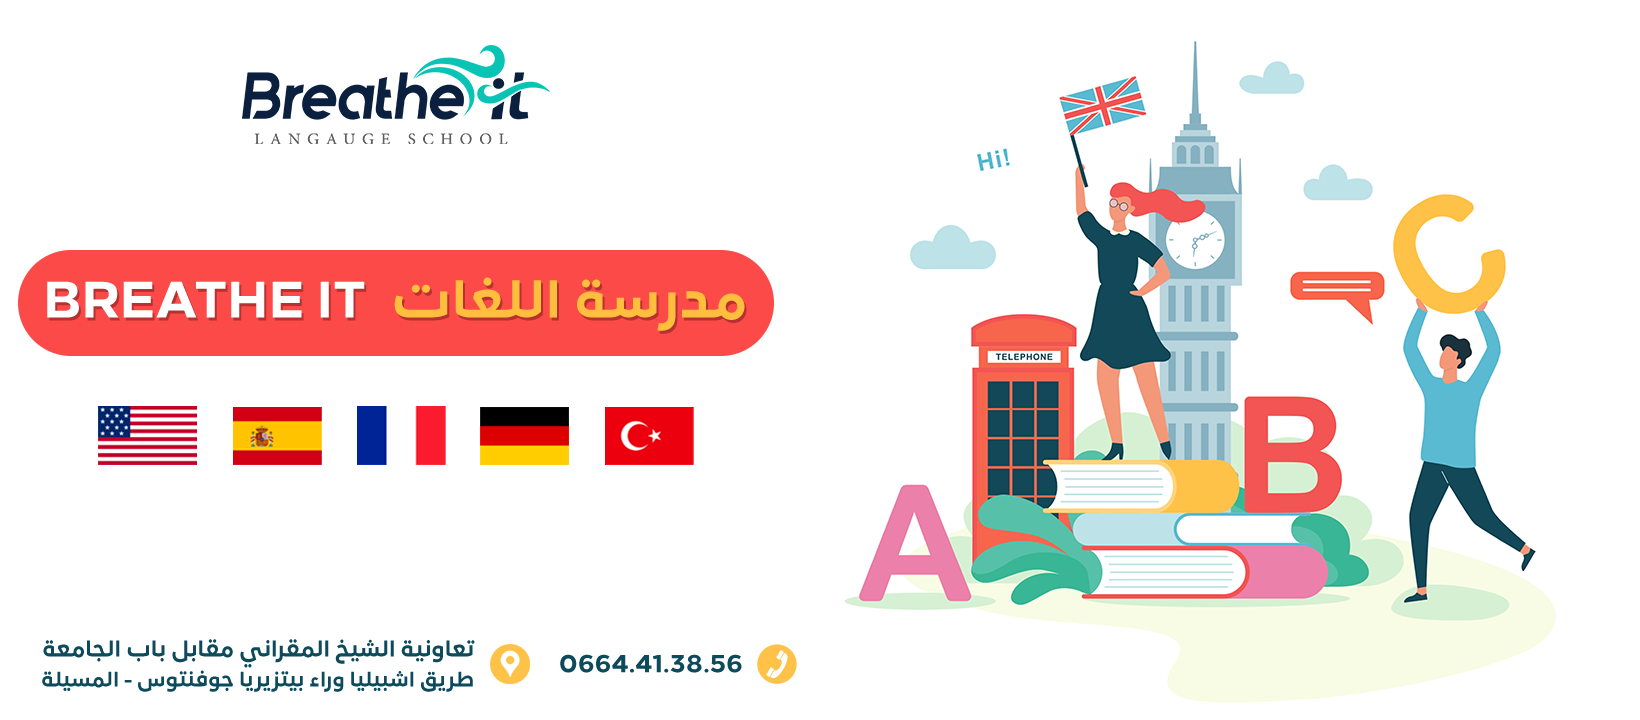 Breathe it
LANGAUGE SCHOOL
مدرسة اللغات BREATHE IT
Hi!
TELEPHONE
A
B
C
0664.41.38.56
تعاونية الشيخ المقراني مقابل باب الجامعة
طريق اشبيليا وراء بيتزيريا جوفنتوس - المسيلة